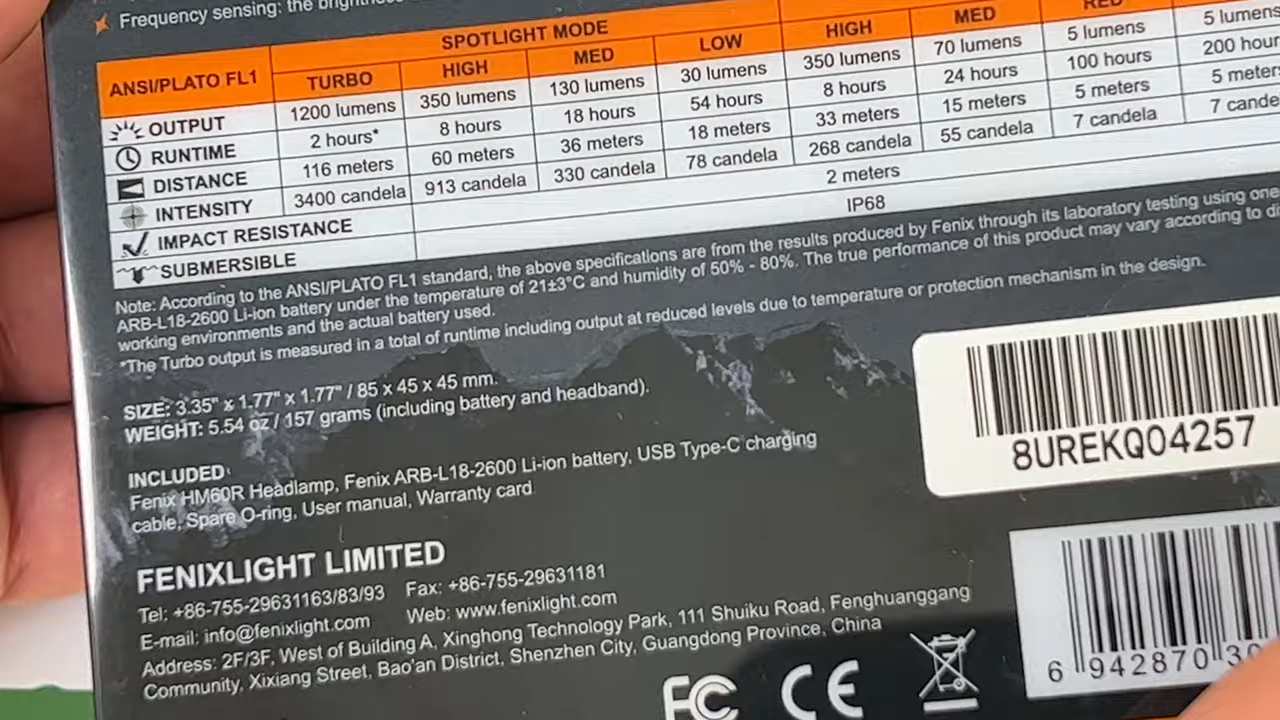 Frequency sensing: the
SPOTLIGHT MODE
ANSI/PLATO FL1 TURBO HIGH MED LOW HIGH MED RED
OUTPUT 1200 lumens 350 lumens 130 lumens 30 lumens 350 lumens 70 lumens 5 lumens 5 lumens
RUNTIME 2 hours* 8 hours 18 hours 54 hours 8 hours 24 hours 100 hours 200
DISTANCE 116 meters 60 meters 36 meters 18 meters 33 meters 15 meters 5 meters 5
INTENSITY 3400 candela 913 candela 330 candela 78 candela 268 candela 55 candela 7 candela 7
IMPACT RESISTANCE 2 meters
SUBMERSIBLE IP68
Note: According to the ANSI/PLATO FL1 standard, the above specifications are from the results produced by Fenix through its laboratory testing using one
ARB-L18-2600 Li-ion battery under the temperature of 21±3°C and humidity of 50% - 80%. The true performance of this product may vary according to
working environments and the actual battery used.
*The Turbo output is measured in a total of runtime including output at reduced levels due to temperature or protection mechanism in the design.
SIZE: 3.35" x 1.77" x 1.77" / 85 x 45 x 45 mm.
WEIGHT: 5.54 oz / 157 grams (including battery and headband).
INCLUDED
Fenix HM60R Headlamp, Fenix ARB-L18-2600 Li-ion battery, USB Type-C charging
cable, Spare O-ring, User manual, Warranty card
8UREKQ04257
FENIXLIGHT LIMITED
Tel: +86-755-29631163/83/93 Fax: +86-755-29631181
E-mail: info@fenixlight.com Web: www.fenixlight.com
Address: 2F/3F, West of Building A, Xinghong Technology Park, 111 Shuiku Road, Fenghuanggang
Community, Xixiang Street, Bao'an District, Shenzhen City, Guangdong Province, China
FC CE
6 942870 30